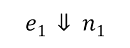 e₁ ⇓ n₁